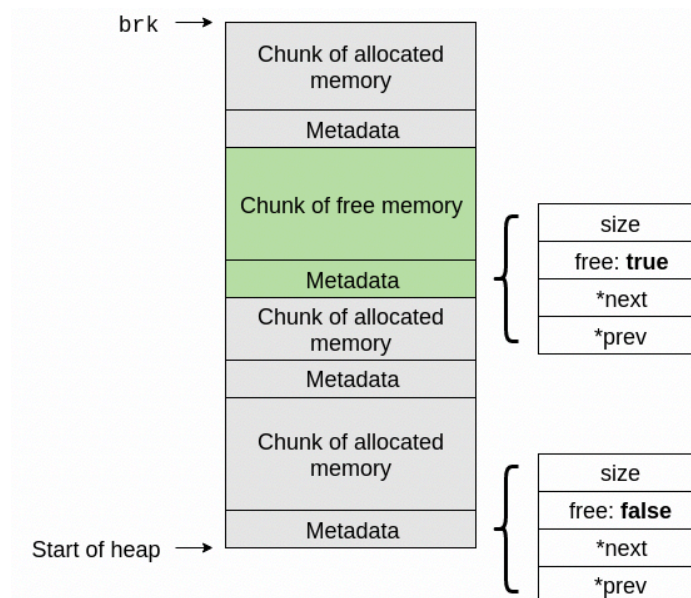 brk
Chunk of allocated
memory
Metadata
Chunk of free memory
Metadata
size
free: true
*next
*prev
Chunk of allocated
memory
Metadata
Chunk of allocated
memory
Metadata
Start of heap
size
free: false
*next
*prev